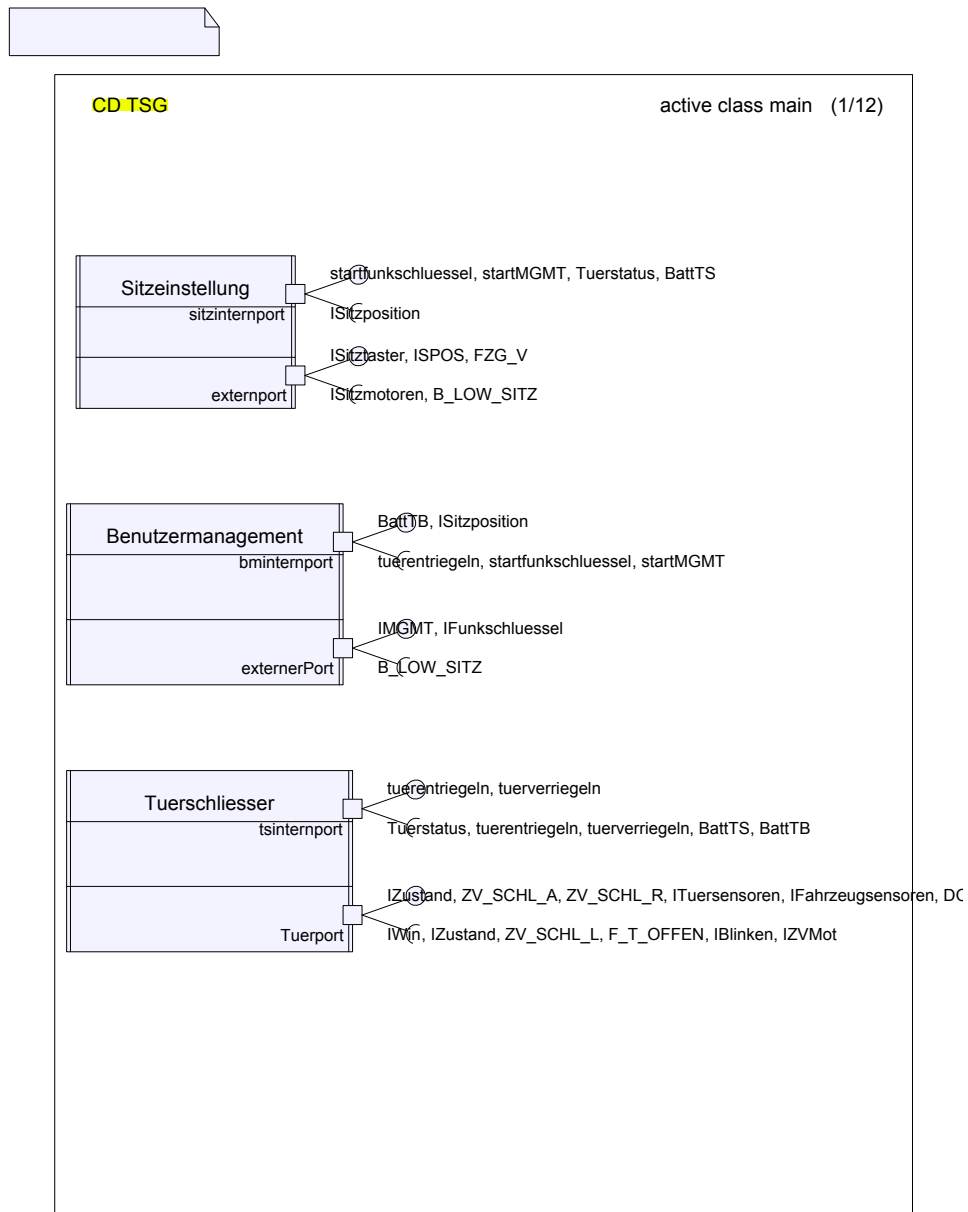 CD TSG
active class main (1/12)
Sitzeinstellung
sitzinternport
startfunkschluessel, startMGMT, Tuerstatus, BattTS
ISitzposition
externport
ISitztaster, ISPOS, FZG_V
ISitzmotoren, B_LOW_SITZ
Benutzermanagement
bminternport
BattTB, ISitzposition
tuerentriegeln, startfunkschluessel, startMGMT
externerPort
IMGMT, IFunkschluessel
B_LOW_SITZ
Tuerschliesser
tsinternport
tuerentriegeln, tuerverriegeln
Tuerstatus, tuerentriegeln, tuerverriegeln, BattTS, BattTB
Tuerport
IZustand, ZV_SCHL_A, ZV_SCHL_R, ITuersensoren, IFahrzeugsensoren,
IWin, IZustand, ZV_SCHL_L, F_T_OFFEN, IBlinken, IZVMot